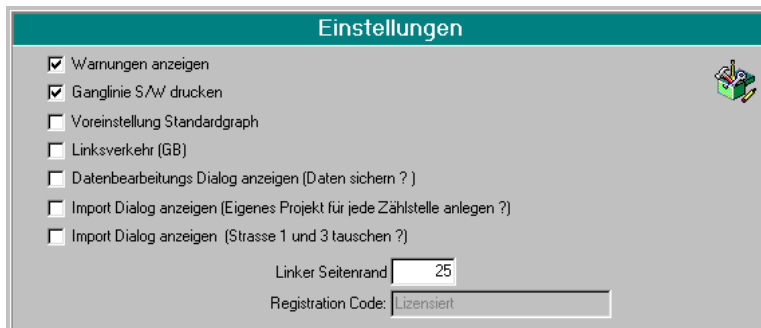 Einstellungen
Warnungen anzeigen
Ganglinie S/W drucken
Voreinstellung Standardgraph
Linksverkehr (GB)
Datenbearbeitungs Dialog anzeigen (Daten sichern ? )
Import Dialog anzeigen (Eigenes Projekt für jede Zählstelle anlegen ?)
Import Dialog anzeigen  (Strasse 1 und 3 tauschen ?)
Linker Seitenrand 25
Registration Code: Lizensiert